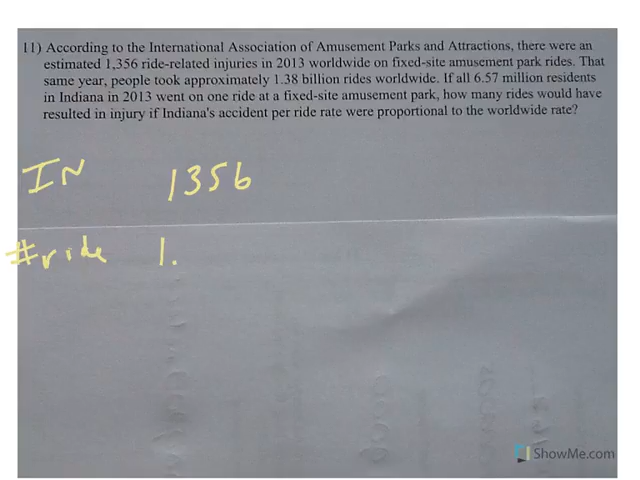 11) According to the International Association of Amusement Parks and Attractions, there were an
estimated 1,356 ride-related injuries in 2013 worldwide on fixed-site amusement park rides. That
same year, people took approximately 1.38 billion rides worldwide. If all 6.57 million residents
in Indiana in 2013 went on one ride at a fixed-site amusement park, how many rides would have
resulted in injury if Indiana's accident per ride rate were proportional to the worldwide rate?
IN 1356
#ride 1.
ShowMe.com